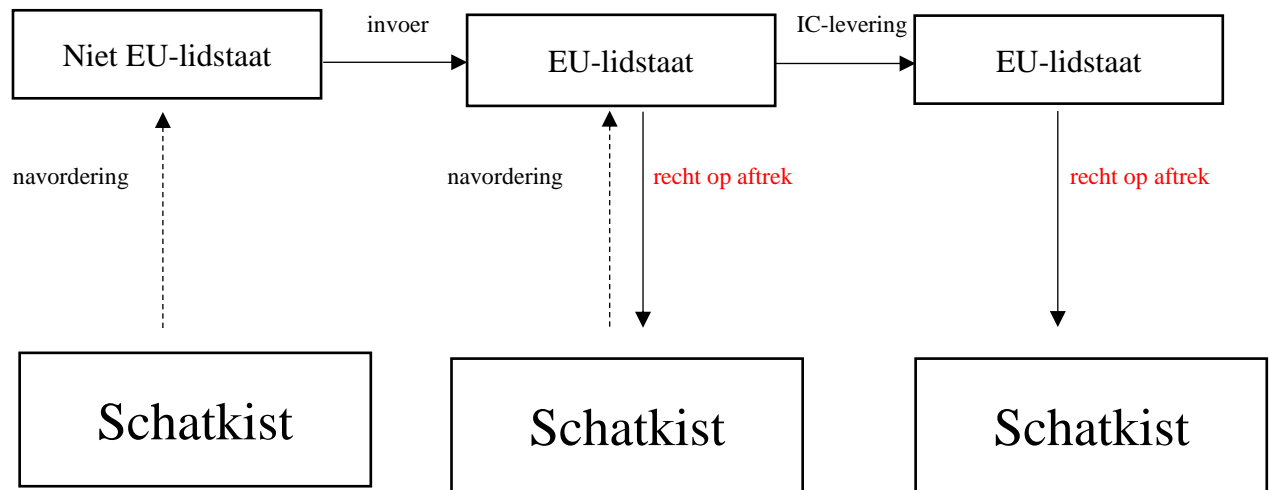 invoer
IC-levering
Niet EU-lidstaat
EU-lidstaat
EU-lidstaat
navordering
navordering
recht op aftrek
recht op aftrek
Schatkist
Schatkist
Schatkist